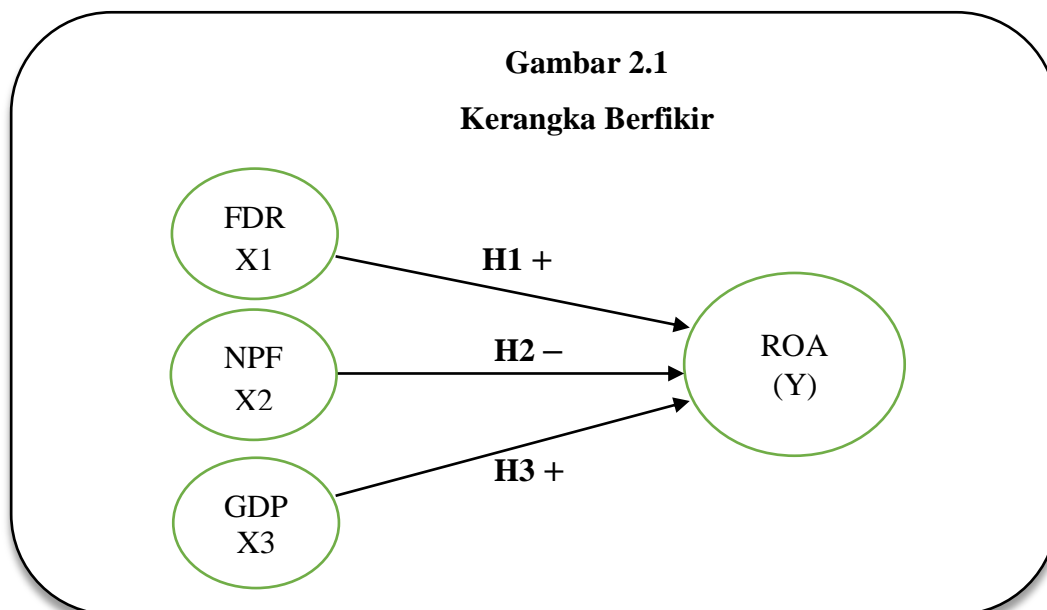 Gambar 2.1
Kerangka Berfikir
FDR
X1
H1 +
NPF
X2
H2 −
ROA
(Y)
GDP
X3
H3 +